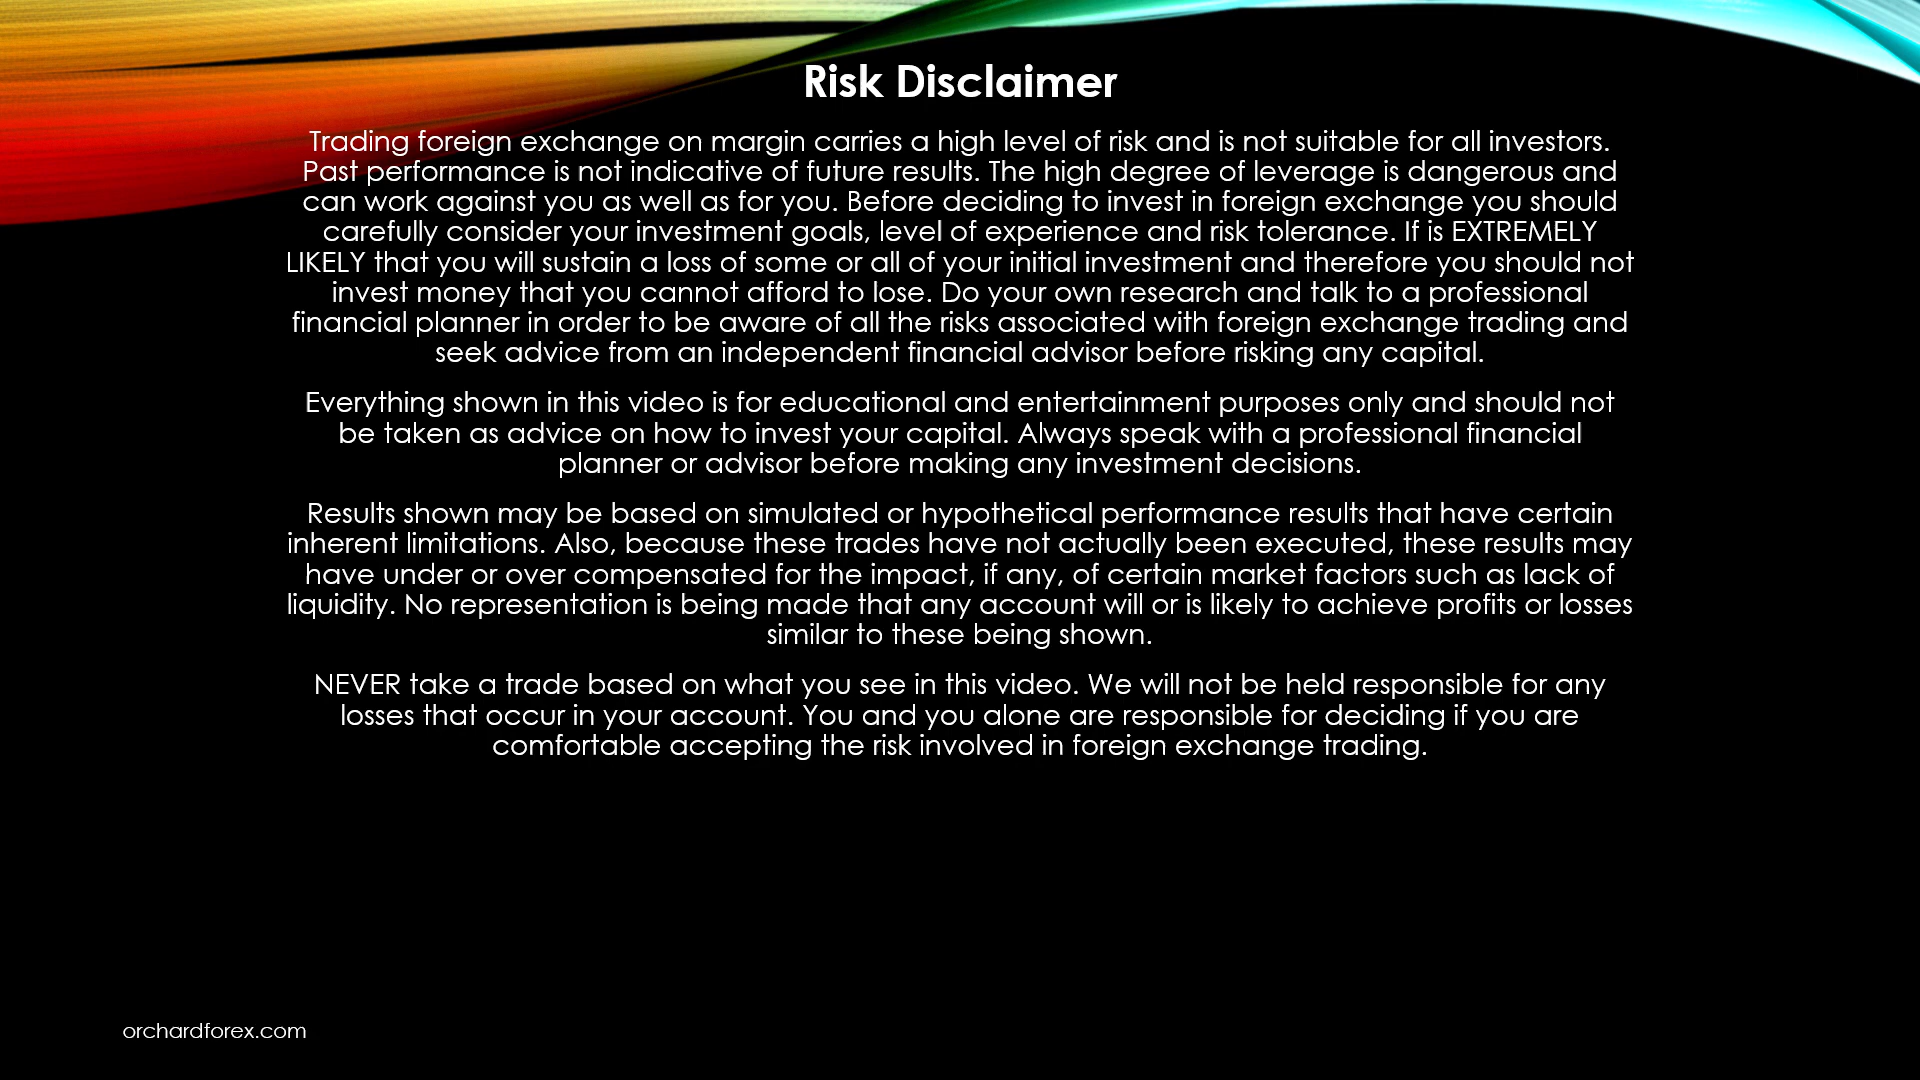 Risk Disclaimer
Trading foreign exchange on margin carries a high level of risk and is not suitable for all investors.
Past performance is not indicative of future results. The high degree of leverage is dangerous and
can work against you as well as for you. Before deciding to invest in foreign exchange you should
carefully consider your investment goals, level of experience and risk tolerance. If is EXTREMELY
LIKELY that you will sustain a loss of some or all of your initial investment and therefore you should not
invest money that you cannot afford to lose. Do your own research and talk to a professional
financial planner in order to be aware of all the risks associated with foreign exchange trading and
seek advice from an independent financial advisor before risking any capital.
Everything shown in this video is for educational and entertainment purposes only and should not
be taken as advice on how to invest your capital. Always speak with a professional financial
planner or advisor before making any investment decisions.
Results shown may be based on simulated or hypothetical performance results that have certain
inherent limitations. Also, because these trades have not actually been executed, these results may
have under or over compensated for the impact, if any, of certain market factors such as lack of
liquidity. No representation is being made that any account will or is likely to achieve profits or losses
similar to these being shown.
NEVER take a trade based on what you see in this video. We will not be held responsible for any
losses that occur in your account. You and you alone are responsible for deciding if you are
comfortable accepting the risk involved in foreign exchange trading.
orchardforex.com